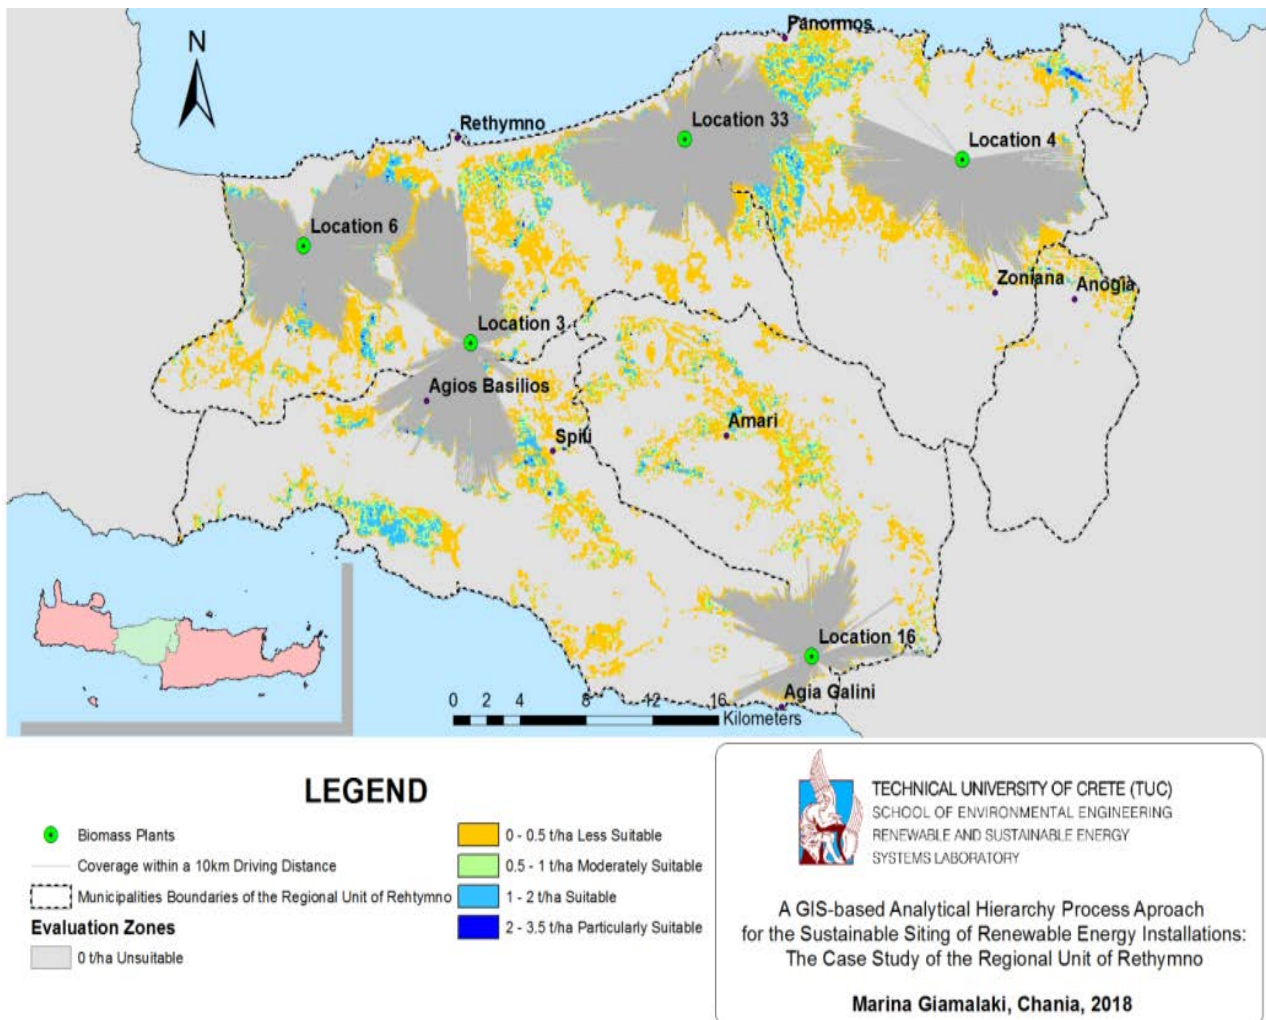 N
Panormos
Rethymno
Location 33
Location 4
Location 6
Zoniana
Anogia
Location 3
Agios Basilios
Amari
Spili
Location 16
Agia Galini
0 2 4 8 12 16
Kilometers
LEGEND
Biomass Plants
Coverage within a 10km Driving Distance
Municipalities Boundaries of the Regional Unit of Rehtymno
Evaluation Zones
0 t/ha Unsuitable
0 - 0.5 t/ha Less Suitable
0.5 - 1 t/ha Moderately Suitable
1 - 2 t/ha Suitable
2 - 3.5 t/ha Particularly Suitable
TECHNICAL UNIVERSITY OF CRETE (TUC)
SCHOOL OF ENVIRONMENTAL ENGINEERING
RENEWABLE AND SUSTAINABLE ENERGY
SYSTEMS LABORATORY
A GIS-based Analytical Hierarchy Process Aproach
for the Sustainable Siting of Renewable Energy Installations:
The Case Study of the Regional Unit of Rethymno
Marina Giamalaki, Chania, 2018